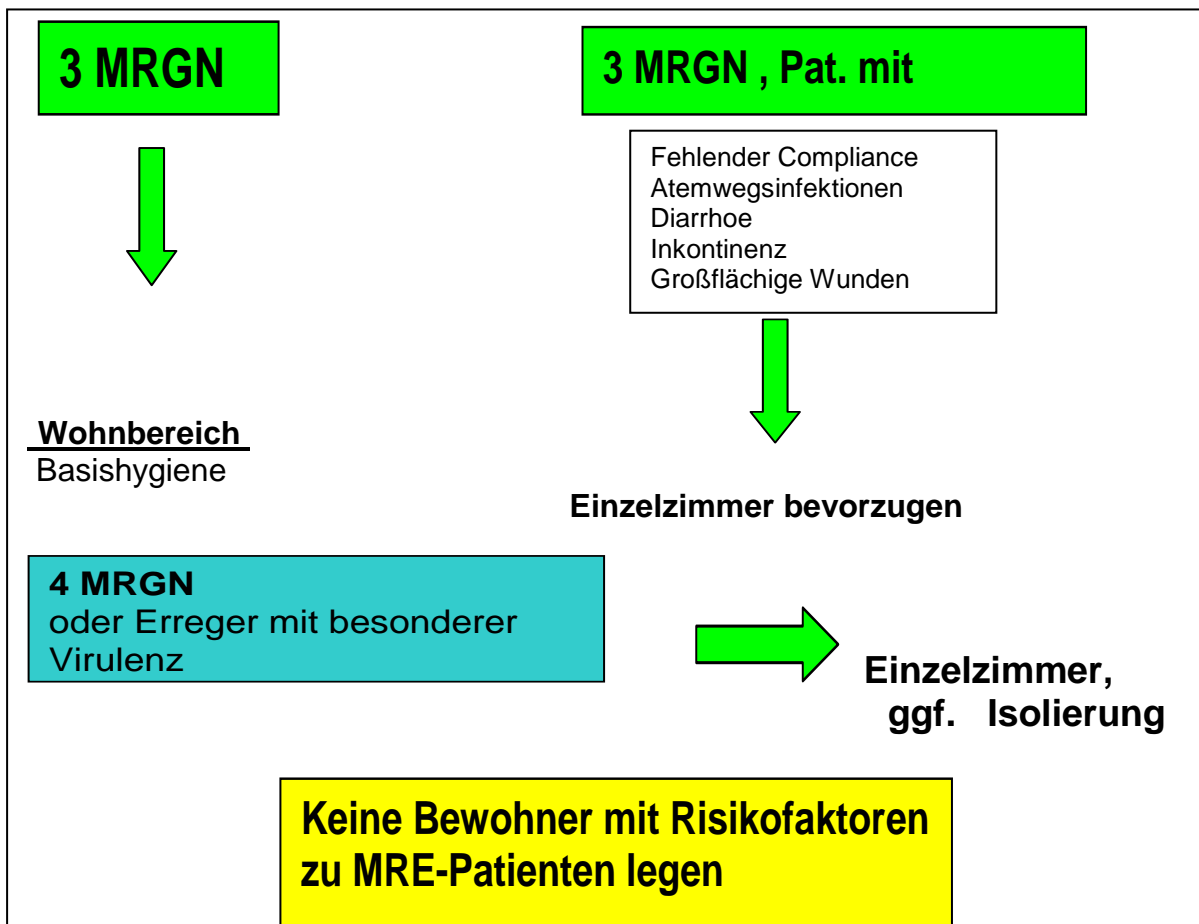 3 MRGN
3 MRGN , Pat. mit
Fehlender Compliance
Atemwegsinfektionen
Diarrhoe
Inkontinenz
Großflächige Wunden
Wohnbereich
Basishygiene
Einzelzimmer bevorzugen
4 MRGN
oder Erreger mit besonderer
Virulenz
Einzelzimmer,
ggf. Isolierung
Keine Bewohner mit Risikofaktoren
zu MRE-Patienten legen